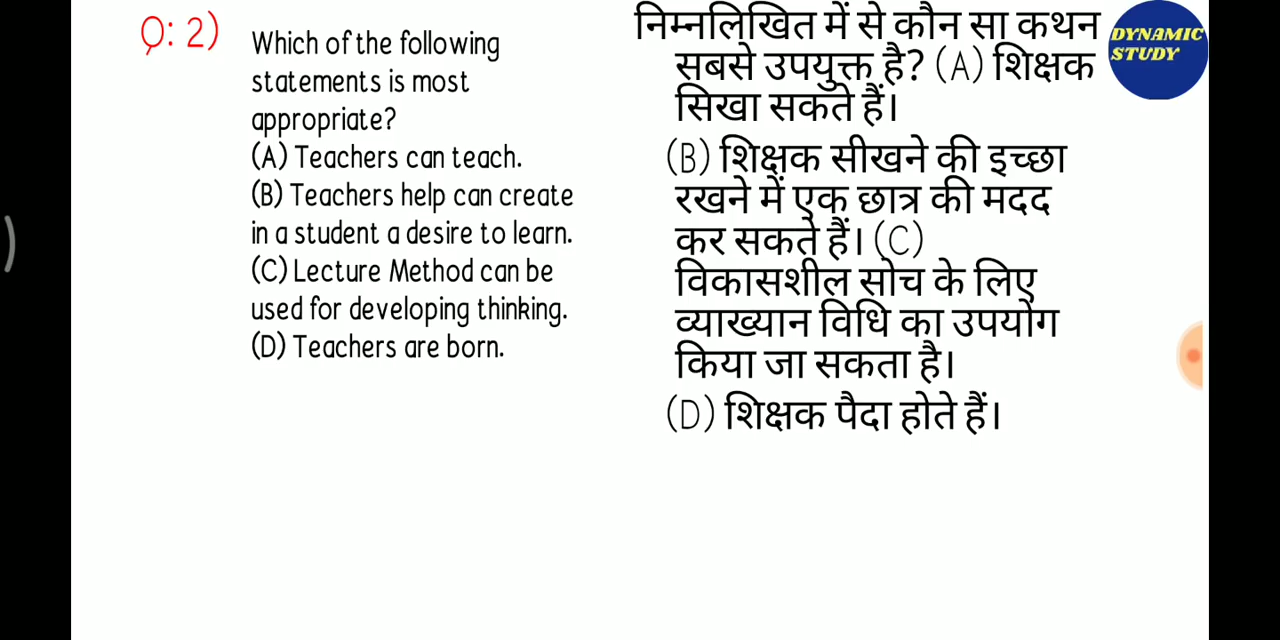 Q: 2)
Which of the following
statements is most
appropriate?
(A) Teachers can teach.
(B) Teachers help can create
in a student a desire to learn.
(C) Lecture Method can be
used for developing thinking.
(D) Teachers are born.
निम्नलिखित में से कौन सा कथन
सबसे उपयुक्त है? (A) शिक्षक
सिखा सकते हैं।
(B) शिक्षक सीखने की इच्छा
रखने में एक छात्र की मदद
कर सकते हैं। (C)
विकासशील सोच के लिए
व्याख्यान विधि का उपयोग
किया जा सकता है।
(D) शिक्षक पैदा होते हैं।
DYNAMIC
STUDY